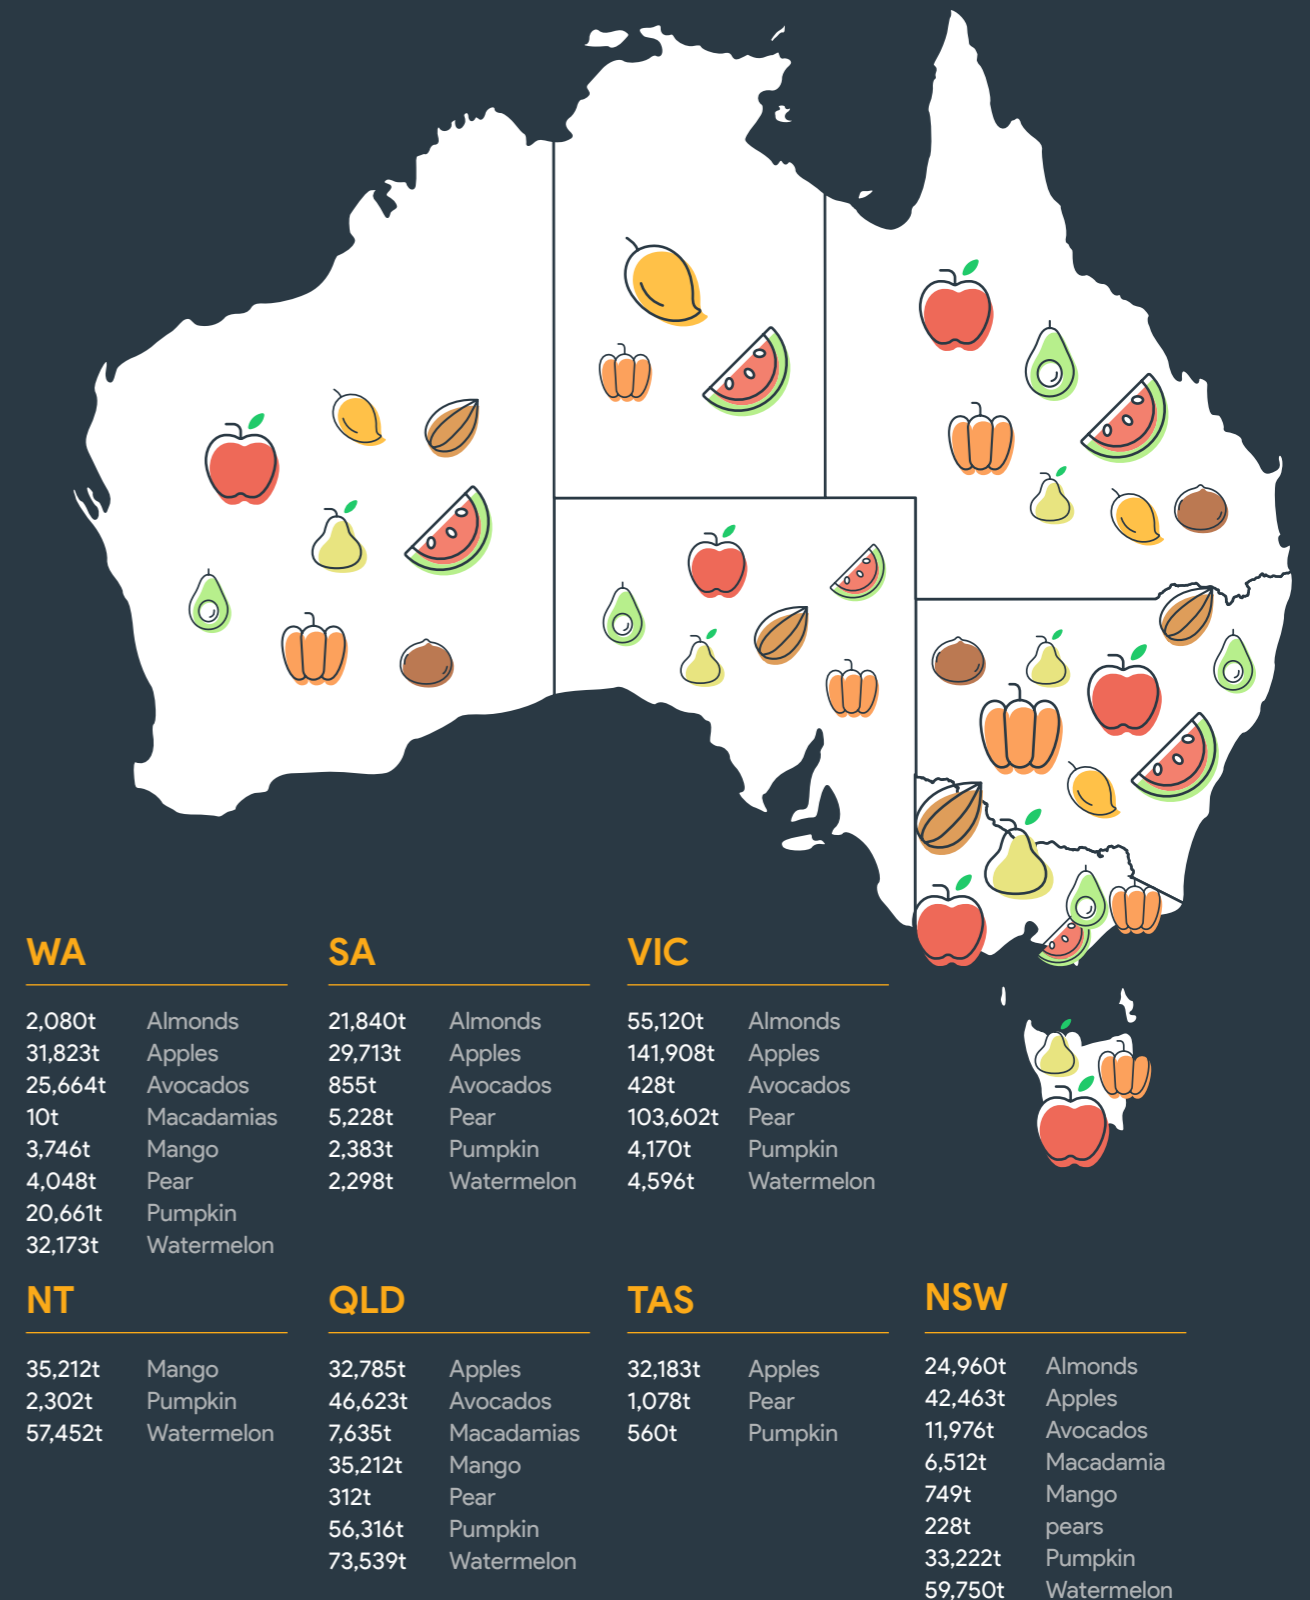 WA
2,080t Almonds
31,823t Apples
25,664t Avocados
10t Macadamias
3,746t Mango
4,048t Pear
20,661t Pumpkin
32,173t Watermelon
SA
21,840t Almonds
29,713t Apples
855t Avocados
5,228t Pear
2,383t Pumpkin
2,298t Watermelon
VIC
55,120t Almonds
141,908t Apples
428t Avocados
103,602t Pear
4,170t Pumpkin
4,596t Watermelon
NT
35,212t Mango
2,302t Pumpkin
57,452t Watermelon
QLD
32,785t Apples
46,623t Avocados
7,635t Macadamias
35,212t Mango
312t Pear
56,316t Pumpkin
73,539t Watermelon
TAS
32,183t Apples
1,078t Pear
560t Pumpkin
NSW
24,960t Almonds
42,463t Apples
11,976t Avocados
6,512t Macadamia
749t Mango
228t pears
33,222t Pumpkin
59,750t Watermelon